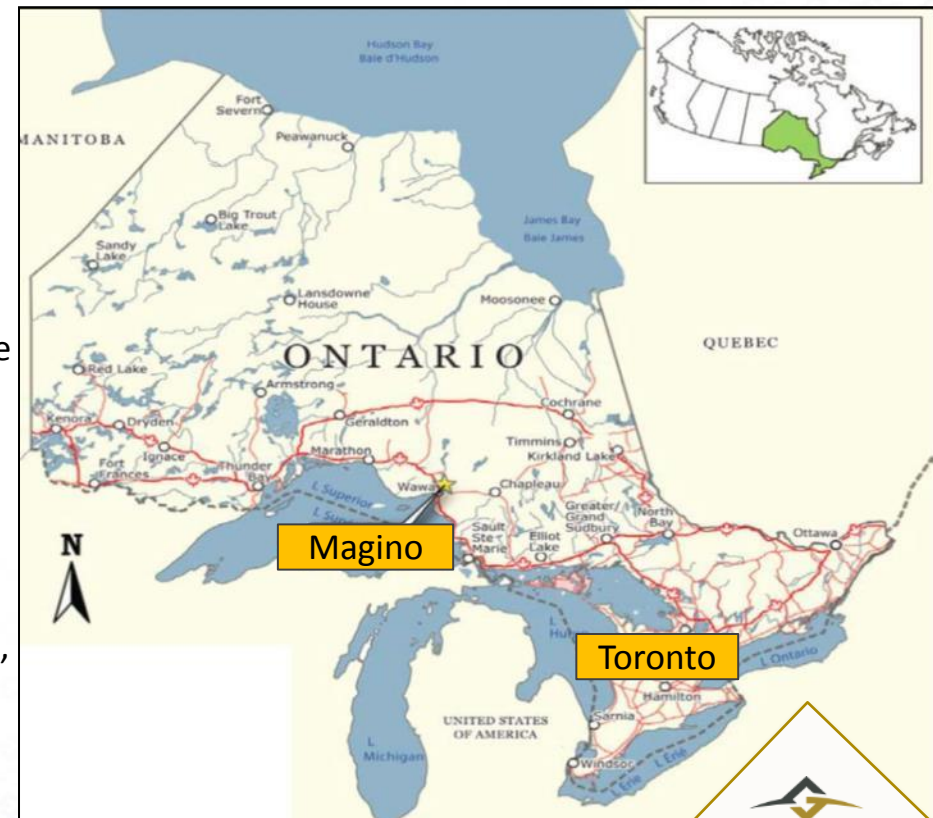 Hudson Bay
Baie d'Hudson
Fort
Severn
MANITOBA
Peawanuck
Big Trout
Lake
James Bay
Baie James
Sandy
Lake
Lansdowne
House
Moosonee
e
ONTARIO
QUEBEC
Red Lake
Armstrong
Cochrane
Kenora
Dryden
Geraldton
Timmins
Ignace
Kirkland Lake
Marathon
Fort
Frances
Thunder
Bay
Wawa
Chapleau
L Superior
Greater/
Grand
Sudbury
North
Bay
Ottawa
Sault
Ste
Marie
Elliot
Lake
N
Magino
L
,
Toronto
L Ontario
Hamilton
UNITED STATES
OF AMERICA
Sarnia
L
Michigan
Windsor
L Erie
L Érié